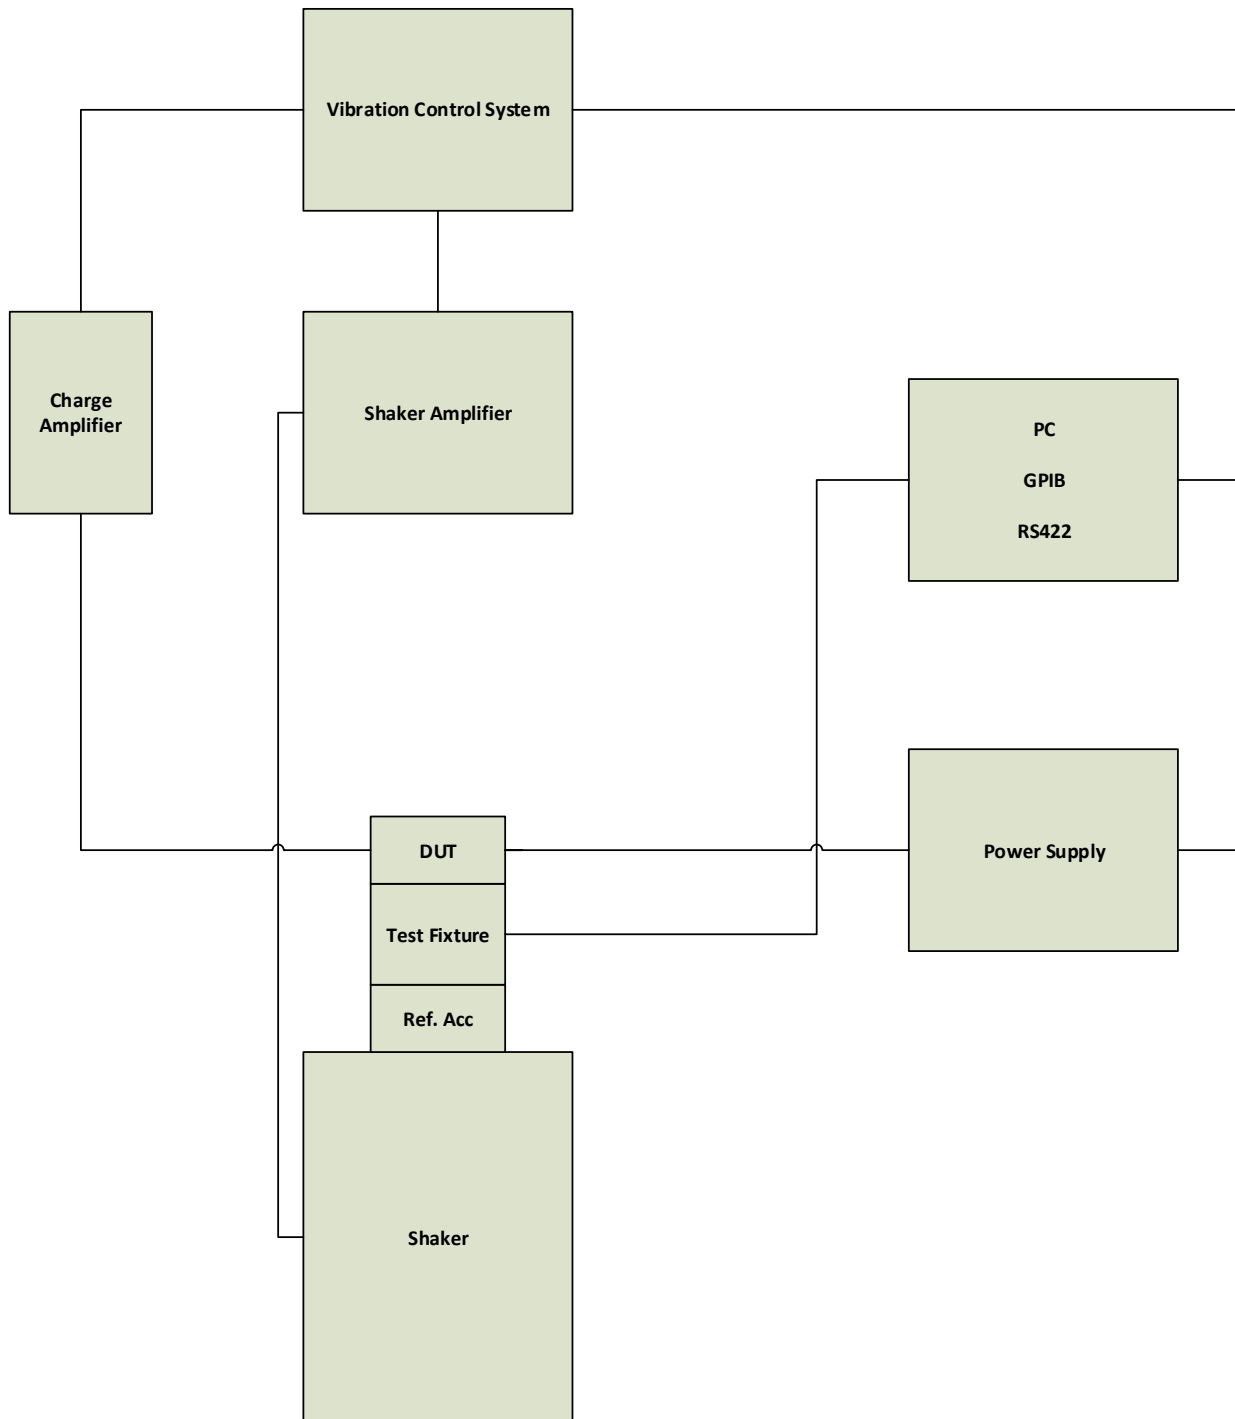 Vibration Control System
Charge
Amplifier
Shaker Amplifier
PC
GPIB
RS422
DUT
Power Supply
Test Fixture
Ref. Acc
Shaker